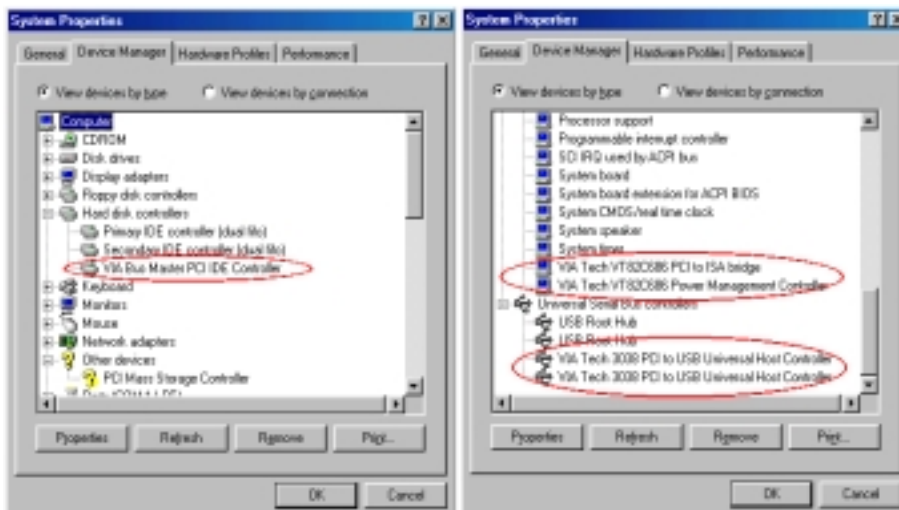 System Properties
General
Device Manager
Hardware Profiles
Performance
View devices by type
View devices by connection
Computer
CDROM
Disk drives
Display adapters
Floppy disk controllers
Hard disk controllers
Primary IDE controller (dual fifo)
Secondary IDE controller (dual fifo)
VIA Bus Master PCI IDE Controller
Keyboard
Monitors
Mouse
Network adapters
Other devices
PCI Mass Storage Controller
Properties
Refresh
Remove
Print...
OK
Cancel
System Properties
General
Device Manager
Hardware Profiles
Performance
View devices by type
View devices by connection
Processor support
Programmable interrupt controller
SCI IRQ used by ACPI bus
System board
System board extension for ACPI BIOS
System CMOS/real time clock
System speaker
System timer
VIA Tech VT82C686 PCI to ISA bridge
VIA Tech VT82C686 Power Management Controller
Universal Serial Bus controllers
USB Root Hub
USB Root Hub
VIA Tech 3038 PCI to USB Universal Host Controller
VIA Tech 3038 PCI to USB Universal Host Controller
Properties
Refresh
Remove
Print...
OK
Cancel